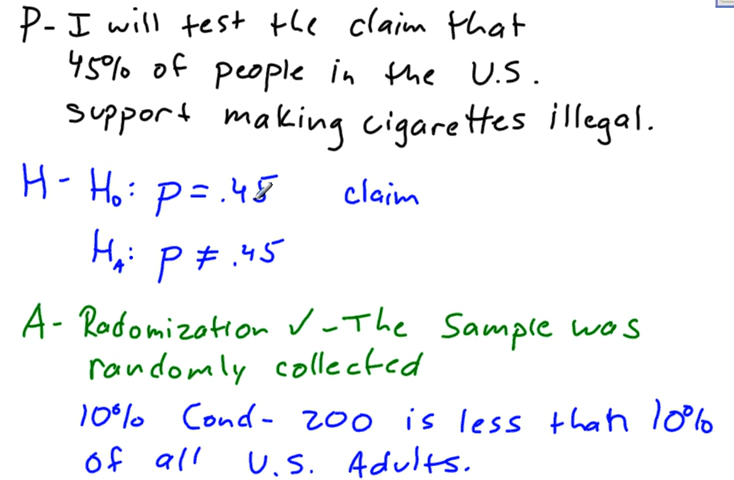 P- I will test the claim that
45% of people in the U.S.
support making cigarettes illegal.
H- H₀: p = .45 claim
Hₐ: p ≠ .45
A- Radomization ✓ - The Sample was
randomly collected
10% Cond- 200 is less than 10%
of all U.S. Adults.